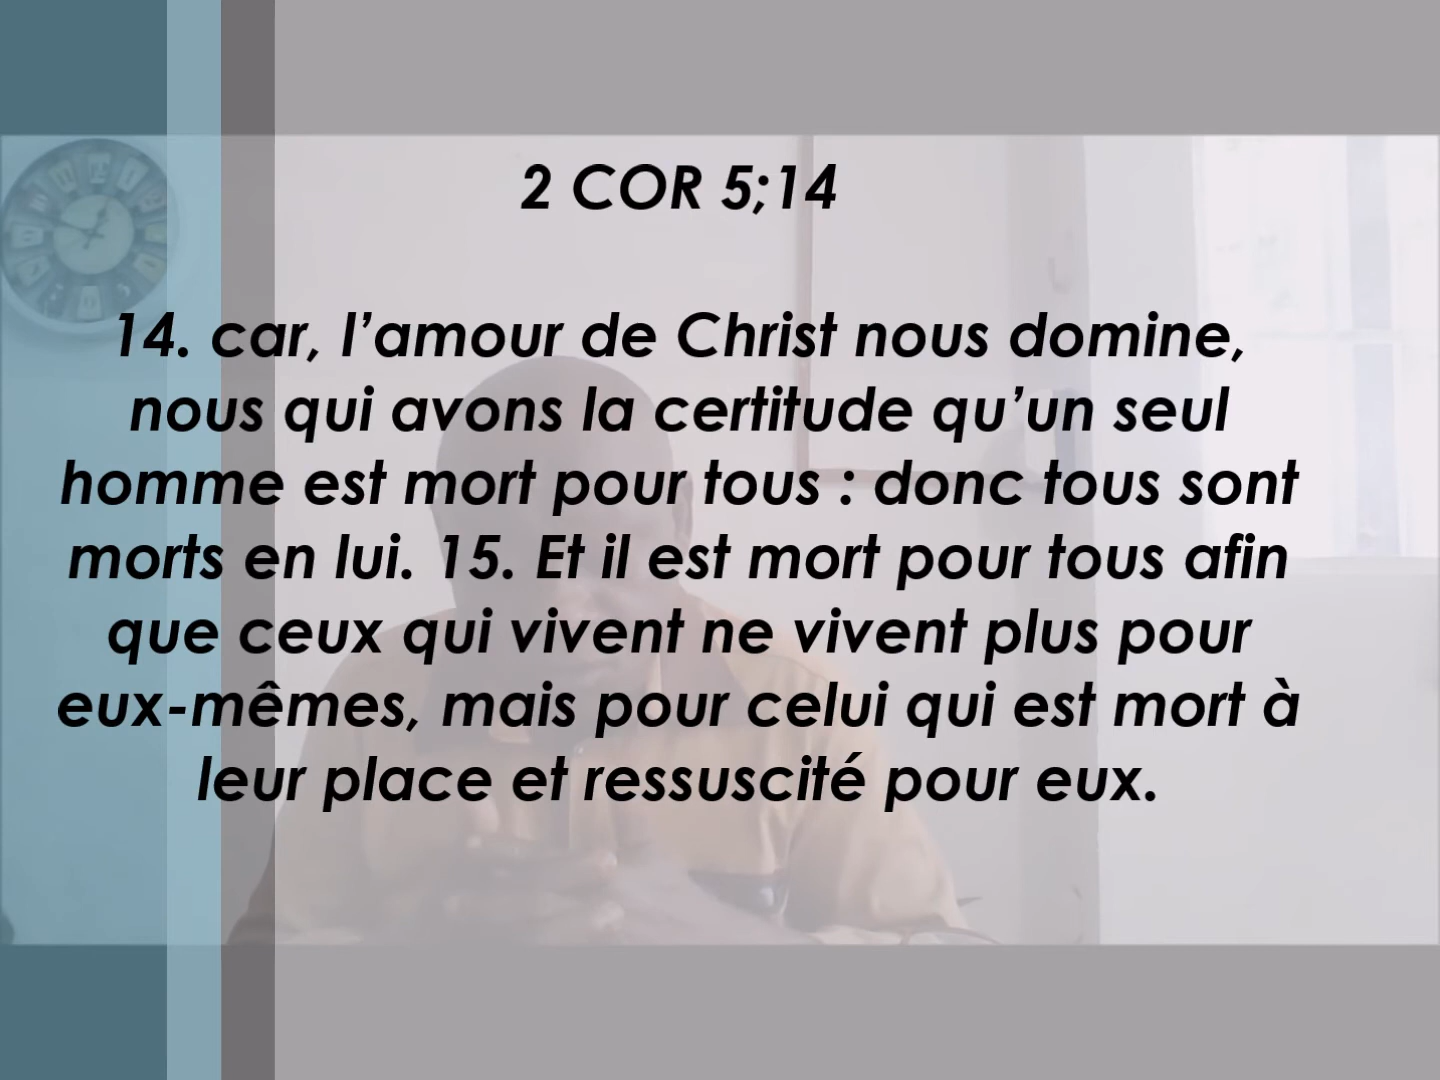 2 COR 5;14
14. car, l’amour de Christ nous domine,
nous qui avons la certitude qu’un seul
homme est mort pour tous : donc tous sont
morts en lui. 15. Et il est mort pour tous afin
que ceux qui vivent ne vivent plus pour
eux-mêmes, mais pour celui qui est mort à
leur place et ressuscité pour eux.